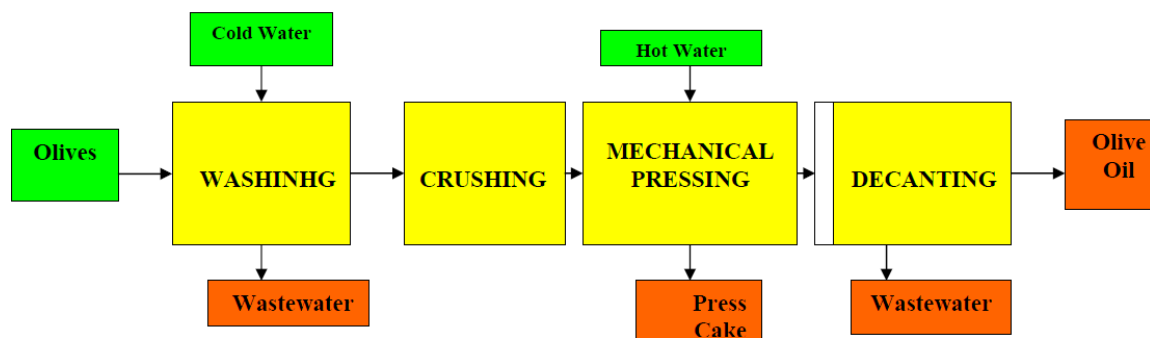 Cold Water
Hot Water
Olives
WASHINHG
CRUSHING
MECHANICAL
PRESSING
DECANTING
Olive
Oil
Wastewater
Press
Cake
Wastewater